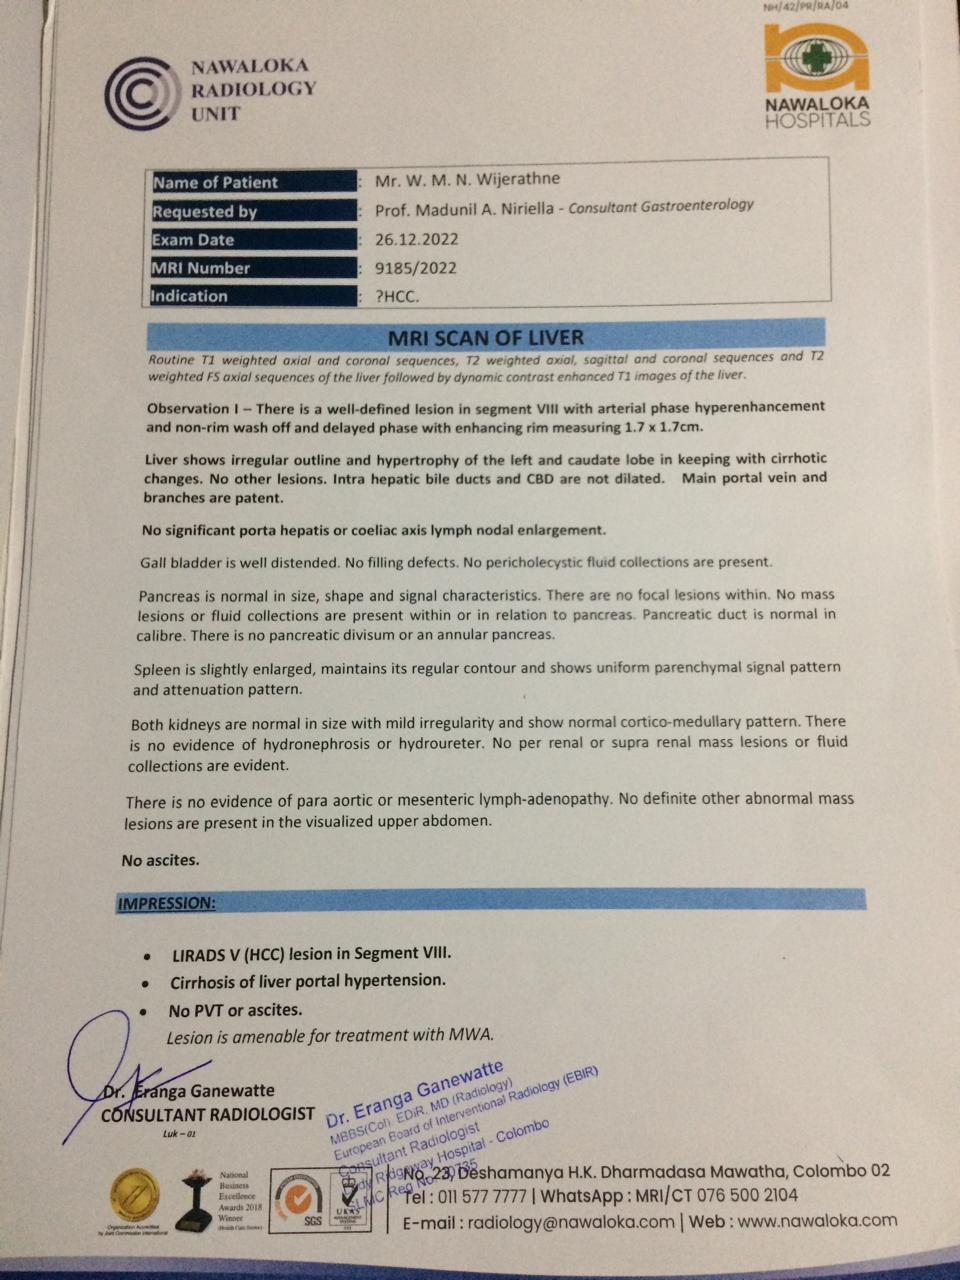 NH/42/PR/RA/04
NAWALOKA
RADIOLOGY
UNIT
NAWALOKA
HOSPITALS
Name of Patient : Mr. W. M. N. Wijerathne
Requested by : Prof. Madunil A. Niriella - Consultant Gastroenterology
Exam Date : 26.12.2022
MRI Number : 9185/2022
Indication : ?HCC.
MRI SCAN OF LIVER
Routine T1 weighted axial and coronal sequences, T2 weighted axial, sagittal and coronal sequences and T2
weighted FS axial sequences of the liver followed by dynamic contrast enhanced T1 images of the liver.
Observation I – There is a well-defined lesion in segment VIII with arterial phase hyperenhancement
and non-rim wash off and delayed phase with enhancing rim measuring 1.7 x 1.7cm.
Liver shows irregular outline and hypertrophy of the left and caudate lobe in keeping with cirrhotic
changes. No other lesions. Intra hepatic bile ducts and CBD are not dilated. Main portal vein and
branches are patent.
No significant porta hepatis or coeliac axis lymph nodal enlargement.
Gall bladder is well distended. No filling defects. No pericholecystic fluid collections are present.
Pancreas is normal in size, shape and signal characteristics. There are no focal lesions within. No mass
lesions or fluid collections are present within or in relation to pancreas. Pancreatic duct is normal in
calibre. There is no pancreatic divisum or an annular pancreas.
Spleen is slightly enlarged, maintains its regular contour and shows uniform parenchymal signal pattern
and attenuation pattern.
Both kidneys are normal in size with mild irregularity and show normal cortico-medullary pattern. There
is no evidence of hydronephrosis or hydroureter. No per renal or supra renal mass lesions or fluid
collections are evident.
There is no evidence of para aortic or mesenteric lymph-adenopathy. No definite other abnormal mass
lesions are present in the visualized upper abdomen.
No ascites.
IMPRESSION:
• LIRADS V (HCC) lesion in Segment VIII.
• Cirrhosis of liver portal hypertension.
• No PVT or ascites.
Lesion is amenable for treatment with MWA.
Dr. Eranga Ganewatte
CONSULTANT RADIOLOGIST
Luk – 01
Dr. Eranga Ganewatte
MBBS(Col), EDiR, MD (Radiology)
European Board of Interventional Radiology (EBIR)
Consultant Radiologist
Ridgway Hospital - Colombo
SLMC Reg No
Organization Accredited
by Joint Commission International
National
Business
Excellence
Awards 2018
Winner
(Health Care Sector)
SGS
UKAS
MANAGEMENT
SYSTEMS
No. 23, Deshamanya H.K. Dharmadasa Mawatha, Colombo 02
Tel : 011 577 7777 | WhatsApp : MRI/CT 076 500 2104
E-mail : radiology@nawaloka.com | Web : www.nawaloka.com